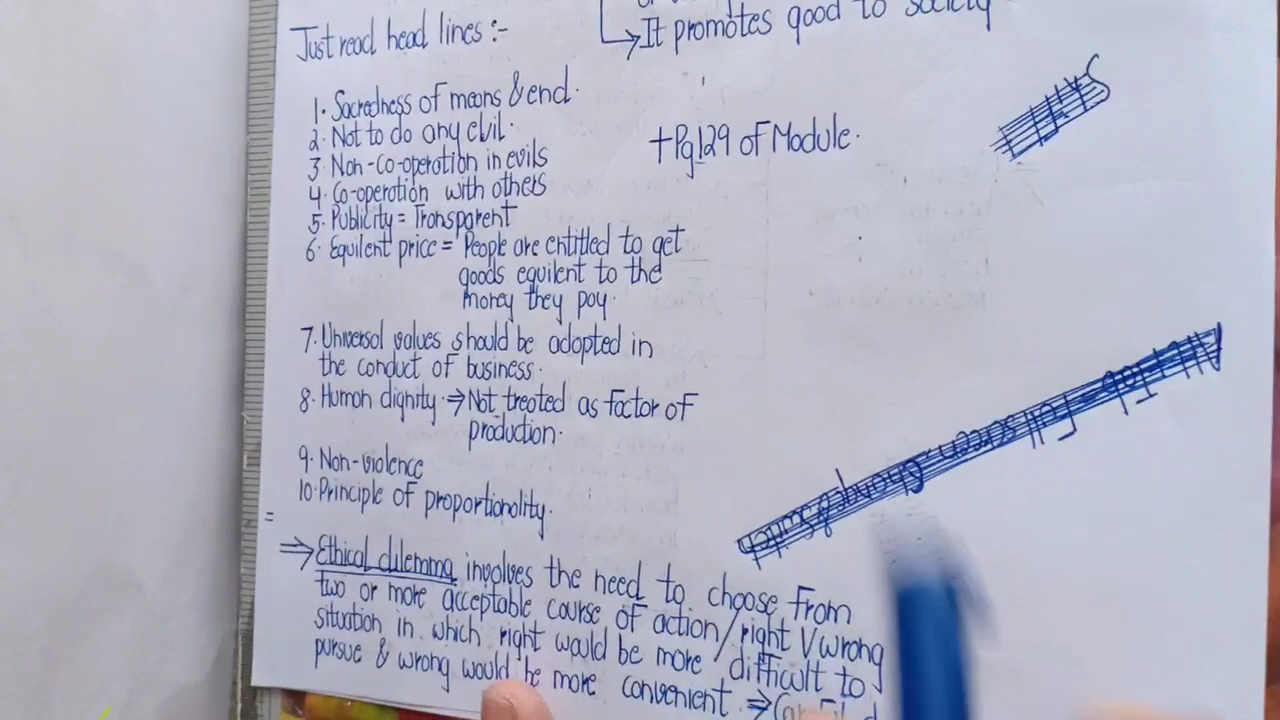 It promotes good to society
Just read head lines :-
1. Sacredness of means & end.
2. Not to do any evil.
3. Non-co-operation in evils
4. Co-operation with others
5. Publicity = Transparent
6. Equilent price = People are entitled to get
goods equilent to the
money they pay.
+Pg129 of Module.
7. Universal values should be adopted in
the conduct of business.
8. Human dignity. ⇒ Not treated as factor of
production.
9. Non-violence
10. Principle of proportionality.
=
⇒ Ethical dilemma involves the need to choose from
two or more acceptable course of action/right V wrong
situation in which right would be more difficult to
pursue & wrong would be more convenient ⇒